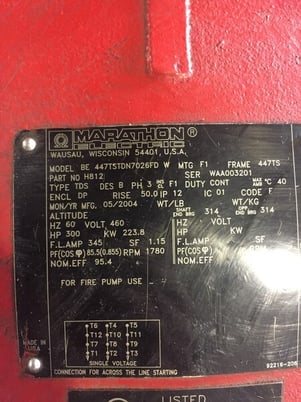 MARATHON
ELECTRIC
WAUSAU, WISCONSIN 54401, U.S.A.
MODEL BE 447TSTDN7026FD W MTG F1 FRAME 447TS
PART NO H812 SER WAA003201
TYPE TDS DES B PH 3 F1 DUTY CONT MAX AMB °C 40
ENCL DP RISE 50.0 IP 12 IC 01 CODE F
MON/YR MFG. 05/2004 WT/LB WT/KG
ALTITUDE END BRG 314 END BRG 314
HZ 60 VOLT 460 HZ VOLT
HP 300 KW 223.8 HP KW
F.L.AMP 345 SF 1.15 F.L.AMP SF
PF(COS φ) 85.5(0.855) RPM 1780 PF(COS φ) RPM
NOM.EFF 95.4 NOM.EFF
FOR FIRE PUMP USE
T6 T4 T5
T12 T10 T11
T7 T8 T9
T1 T2 T3
SINGLE VOLTAGE
MADE IN USA
CONNECTION FOR ACROSS THE LINE STARTING
92216-206
LISTED